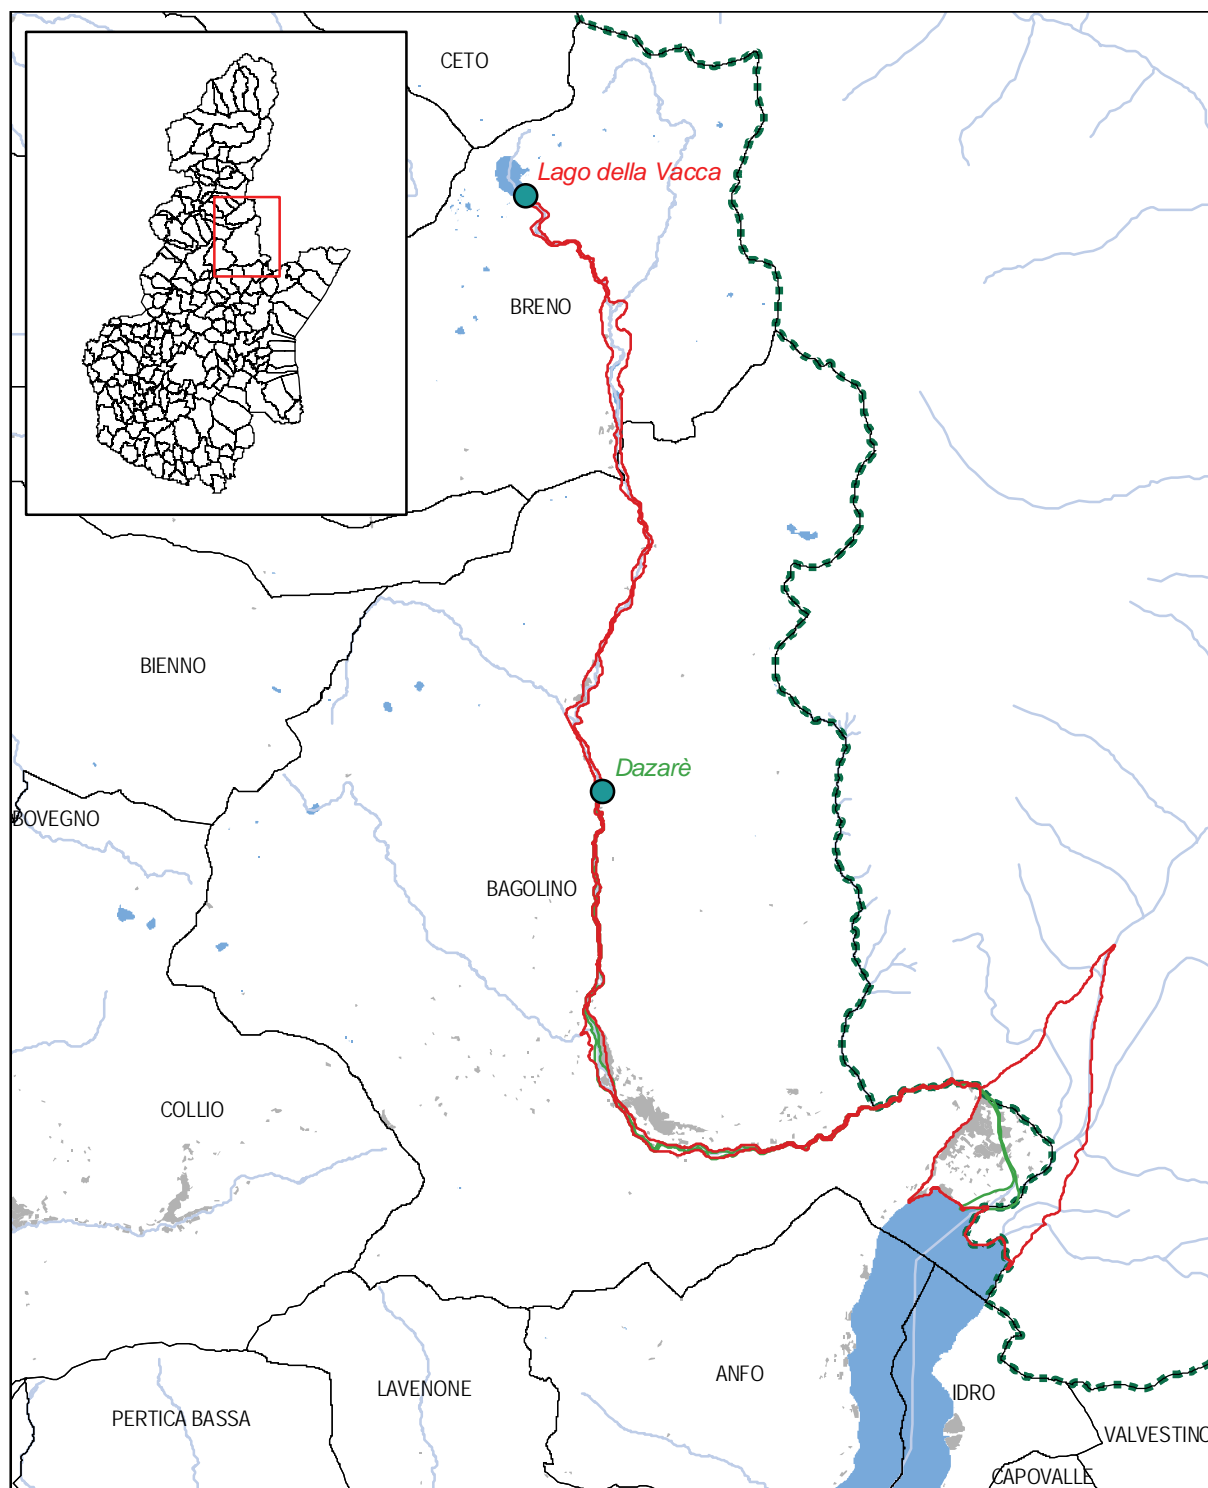 CETO
Lago della Vacca
BRENO
BIENNO
Dazarè
BOVEGNO
BAGOLINO
COLLIO
ANFO
LAVENONE
IDRO
PERTICA BASSA
VALVESTINO
CAPOVALLE